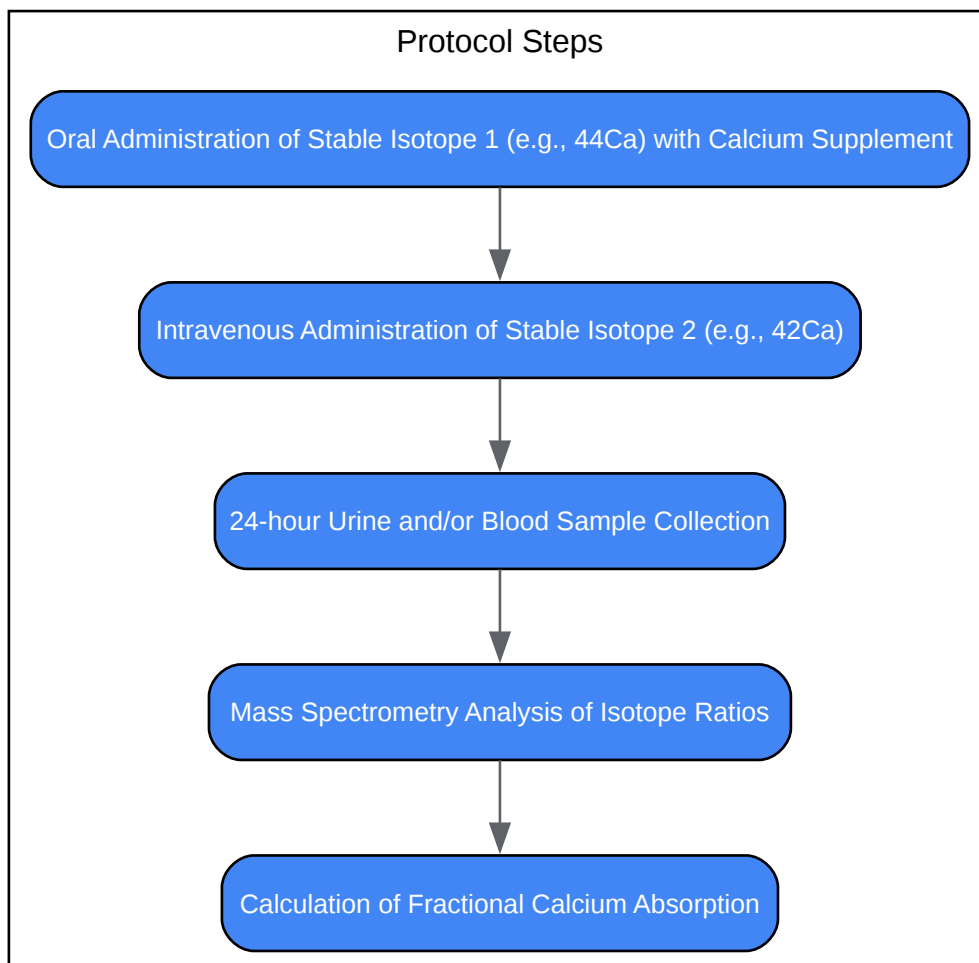 Protocol Steps
Oral Administration of Stable Isotope 1 (e.g., 44Ca) with Calcium Supplement
Intravenous Administration of Stable Isotope 2 (e.g., 42Ca)
24-hour Urine and/or Blood Sample Collection
Mass Spectrometry Analysis of Isotope Ratios
Calculation of Fractional Calcium Absorption